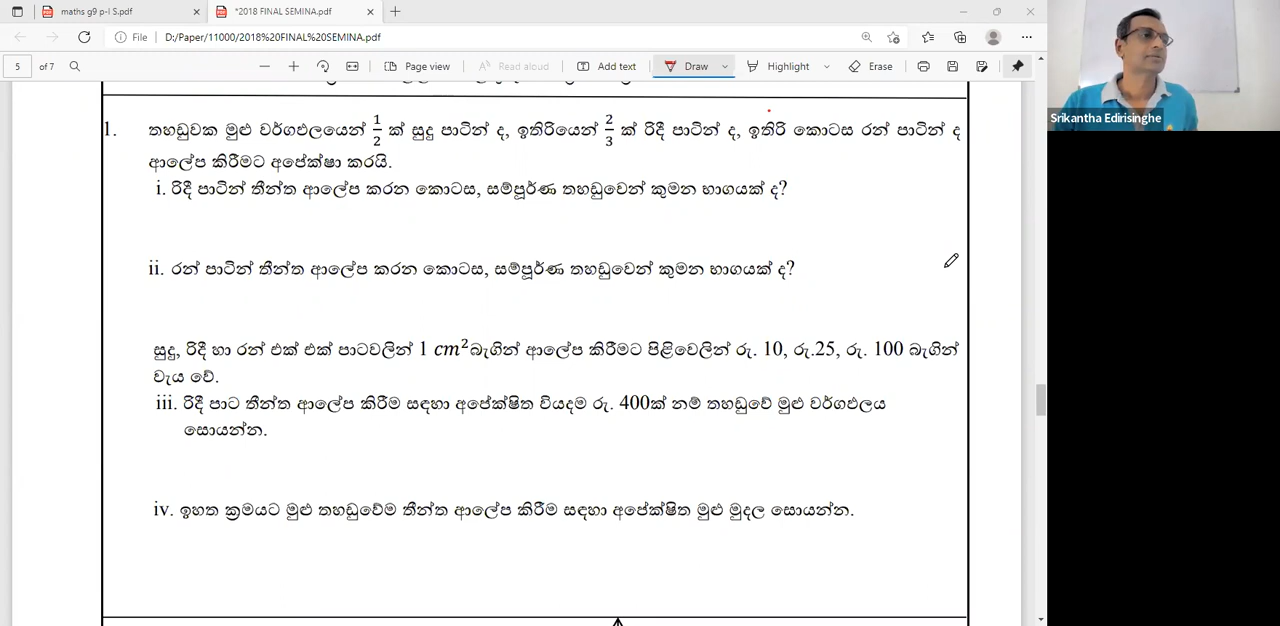 maths g9 p-I S.pdf
*2018 FINAL SEMINA.pdf
File
D:/Paper/11000/2018%20FINAL%20SEMINA.pdf
5 of 7
Page view
Read aloud
Add text
Draw
Highlight
Erase
Srikantha Edirisinghe
1. තහඩුවක මුළු වර්ගඵලයෙන් 1/2 ක් සුදු පාටින් ද, ඉතිරියෙන් 2/3 ක් රිදී පාටින් ද, ඉතිරි කොටස රන් පාටින් ද
ආලේප කිරීමට අපේක්ෂා කරයි.
i. රිදී පාටින් තීන්ත ආලේප කරන කොටස, සම්පූර්ණ තහඩුවෙන් කුමන භාගයක් ද?
ii. රන් පාටින් තීන්ත ආලේප කරන කොටස, සම්පූර්ණ තහඩුවෙන් කුමන භාගයක් ද?
සුදු, රිදී හා රන් එක් එක් පාටවලින් 1 cm² බැගින් ආලේප කිරීමට පිළිවෙලින් රු. 10, රු.25, රු. 100 බැගින්
වැය වේ.
iii. රිදී පාට තීන්ත ආලේප කිරීම සඳහා අපේක්ෂිත වියදම රු. 400ක් නම් තහඩුවේ මුළු වර්ගඵලය
සොයන්න.
iv. ඉහත ක්‍රමයට මුළු තහඩුවේම තීන්ත ආලේප කිරීම සඳහා අපේක්ෂිත මුළු මුදල සොයන්න.